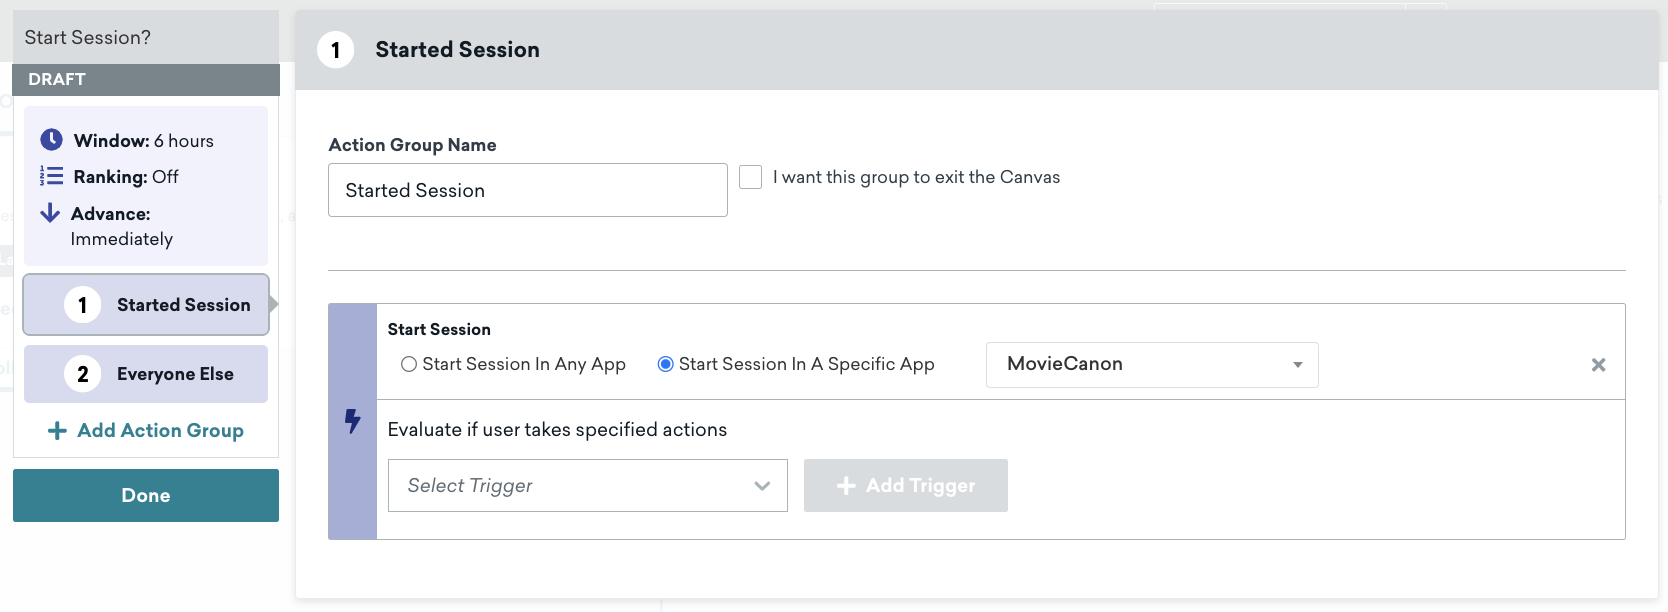 Start Session?
DRAFT
Window: 6 hours
Ranking: Off
Advance:
Immediately
1 Started Session
2 Everyone Else
+ Add Action Group
Done
1 Started Session
Action Group Name
Started Session
I want this group to exit the Canvas
Start Session
Start Session In Any App
Start Session In A Specific App
MovieCanon
Evaluate if user takes specified actions
Select Trigger
+ Add Trigger